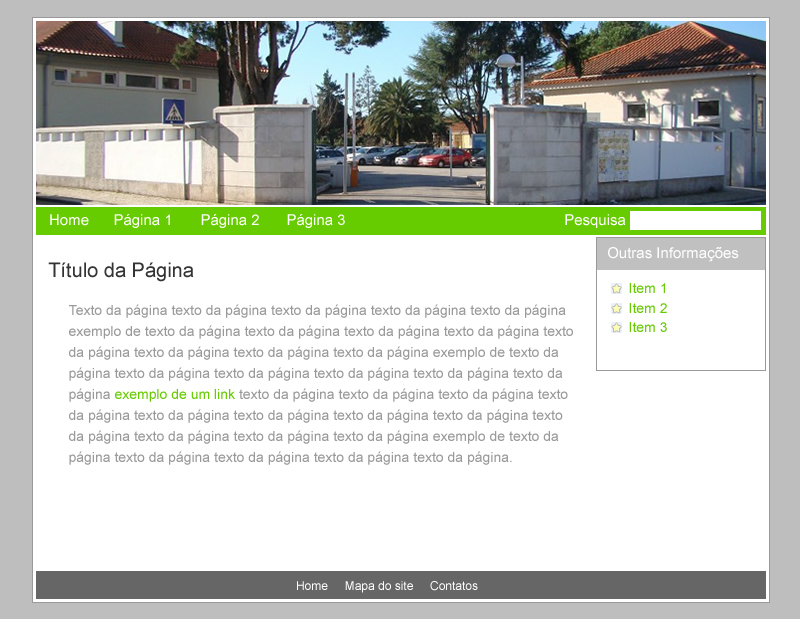 Home Página 1 Página 2 Página 3 Pesquisa
Outras Informações
Título da Página
Item 1
Item 2
Item 3
Texto da página texto da página texto da página texto da página texto da página
exemplo de texto da página texto da página texto da página texto da página texto
da página texto da página texto da página texto da página exemplo de texto da
página texto da página texto da página texto da página texto da página texto da
página exemplo de um link texto da página texto da página texto da página texto
da página texto da página texto da página texto da página texto da página texto
da página texto da página texto da página texto da página exemplo de texto da
página texto da página texto da página texto da página texto da página.
Home Mapa do site Contatos